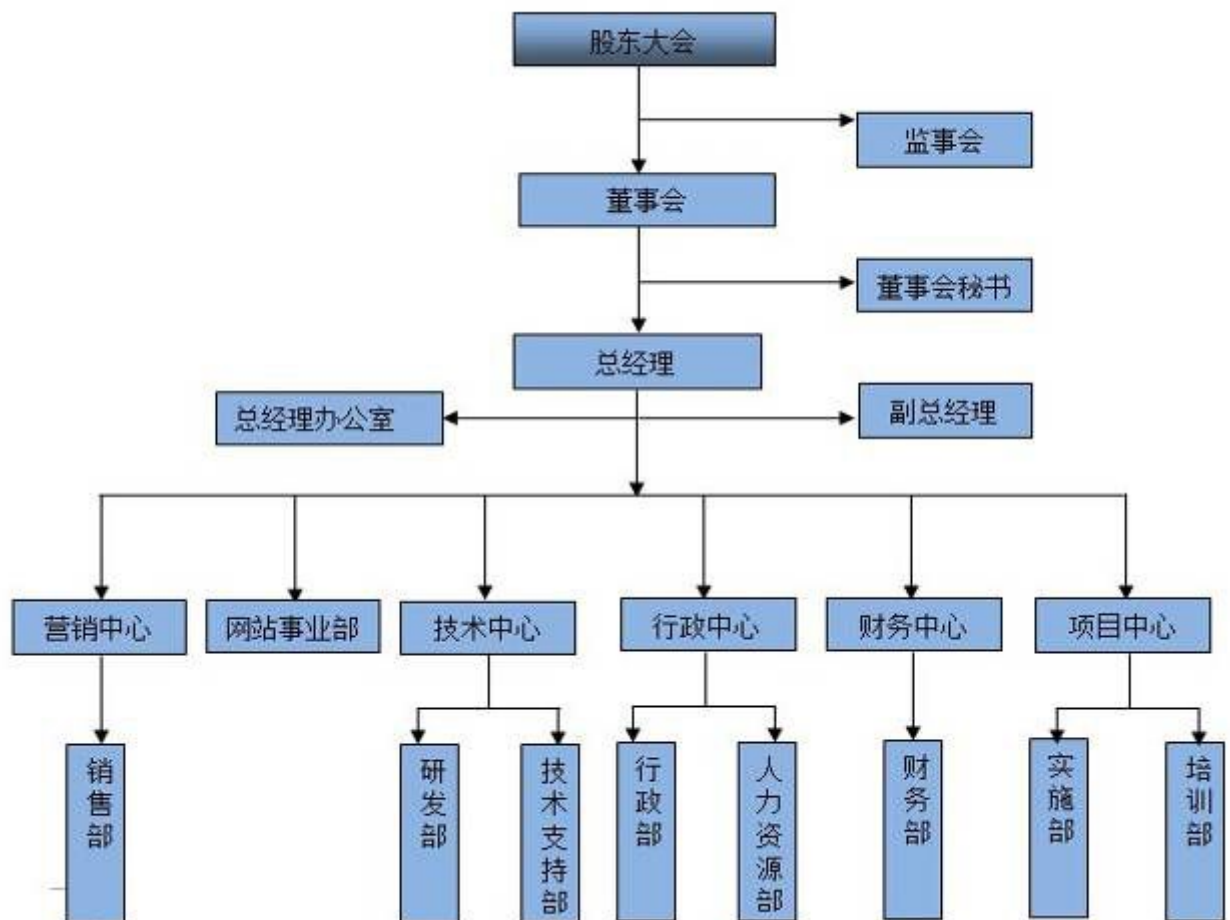 股东大会
监事会
董事会
董事会秘书
总经理
总经理办公室
副总经理
营销中心
网站事业部
技术中心
行政中心
财务中心
项目中心
销售部
研发部
技术支持部
行政部
人力资源部
财务部
实施部
培训部